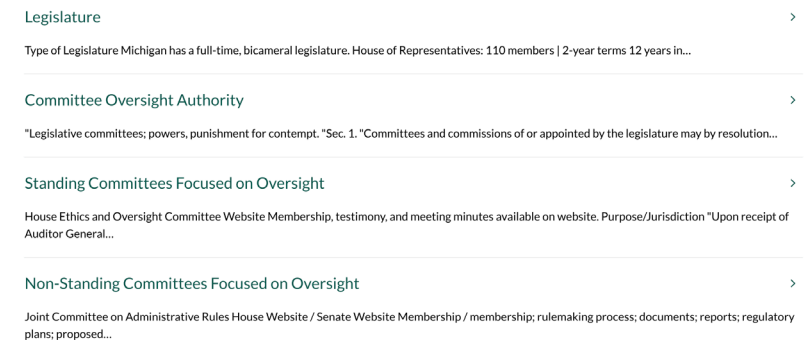 Legislature
Type of Legislature Michigan has a full-time, bicameral legislature. House of Representatives: 110 members | 2-year terms 12 years in...
Committee Oversight Authority
"Legislative committees; powers, punishment for contempt. "Sec. 1. "Committees and commissions of or appointed by the legislature may by resolution...
Standing Committees Focused on Oversight
House Ethics and Oversight Committee Website Membership, testimony, and meeting minutes available on website. Purpose/Jurisdiction "Upon receipt of
Auditor General...
Non-Standing Committees Focused on Oversight
Joint Committee on Administrative Rules House Website / Senate Website Membership / membership; rulemaking process; documents; reports; regulatory
plans; proposed...